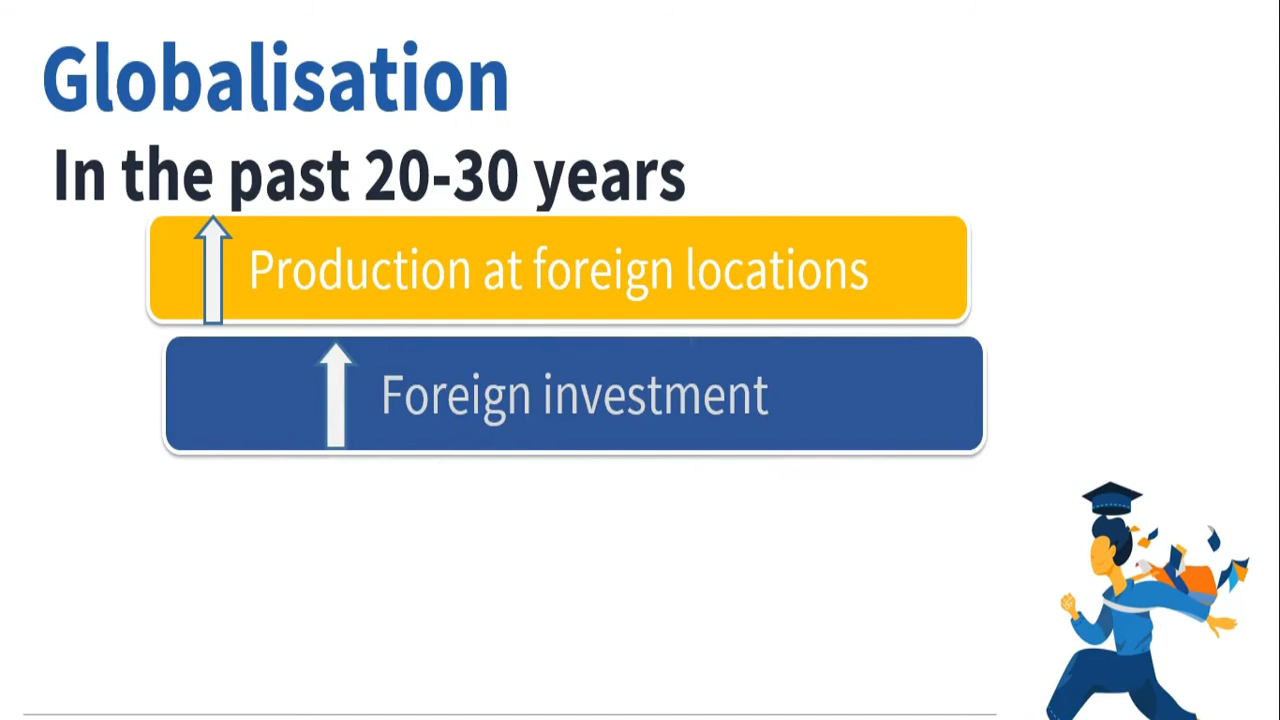 Globalisation
In the past 20-30 years
Production at foreign locations
Foreign investment